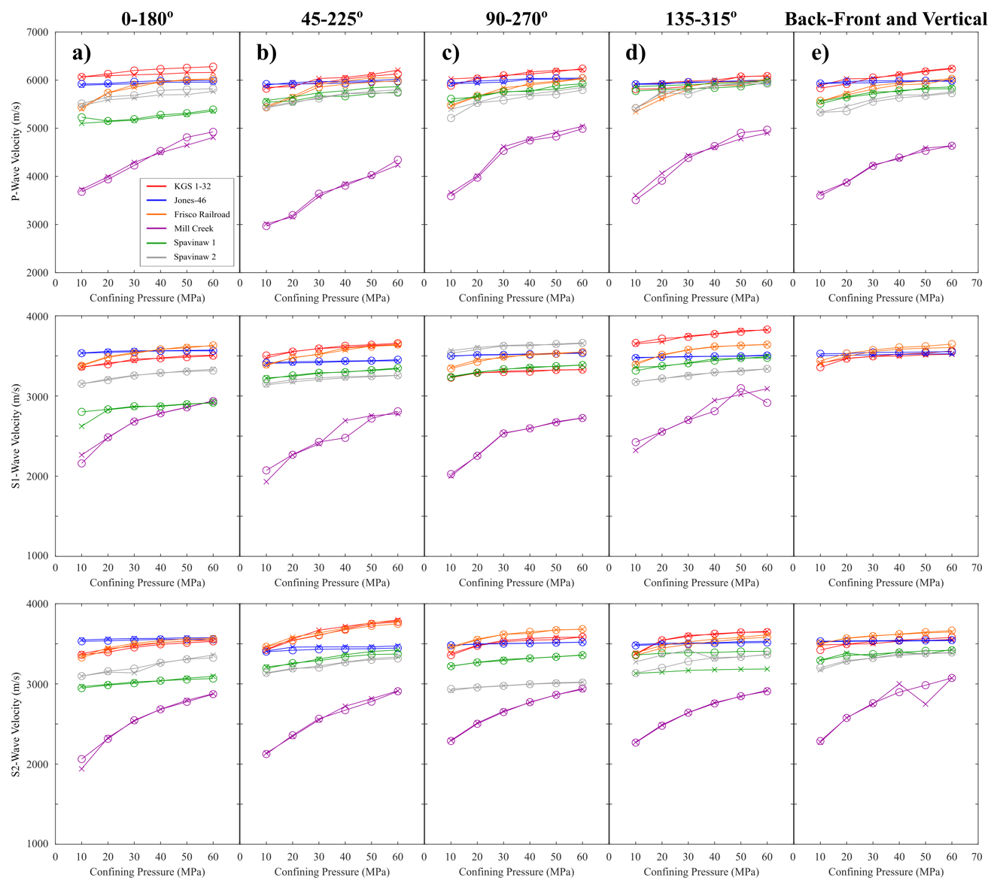 0-180º 45-225º 90-270º 135-315º Back-Front and Vertical
a) b) c) d) e)
P-Wave Velocity (m/s)
7000
6000
5000
4000
3000
2000
KGS 1-32
Jones-46
Frisco Railroad
Mill Creek
Spavinaw 1
Spavinaw 2
0 10 20 30 40 50 60 0 10 20 30 40 50 60 0 10 20 30 40 50 60 0 10 20 30 40 50 60 0 10 20 30 40 50 60 70
Confining Pressure (MPa) Confining Pressure (MPa) Confining Pressure (MPa) Confining Pressure (MPa) Confining Pressure (MPa)
S1-Wave Velocity (m/s)
4000
3000
2000
1000
0 10 20 30 40 50 60 0 10 20 30 40 50 60 0 10 20 30 40 50 60 0 10 20 30 40 50 60 0 10 20 30 40 50 60 70
Confining Pressure (MPa) Confining Pressure (MPa) Confining Pressure (MPa) Confining Pressure (MPa) Confining Pressure (MPa)
S2-Wave Velocity (m/s)
4000
3000
2000
1000
0 10 20 30 40 50 60 0 10 20 30 40 50 60 0 10 20 30 40 50 60 0 10 20 30 40 50 60 0 10 20 30 40 50 60 70
Confining Pressure (MPa) Confining Pressure (MPa) Confining Pressure (MPa) Confining Pressure (MPa) Confining Pressure (MPa)